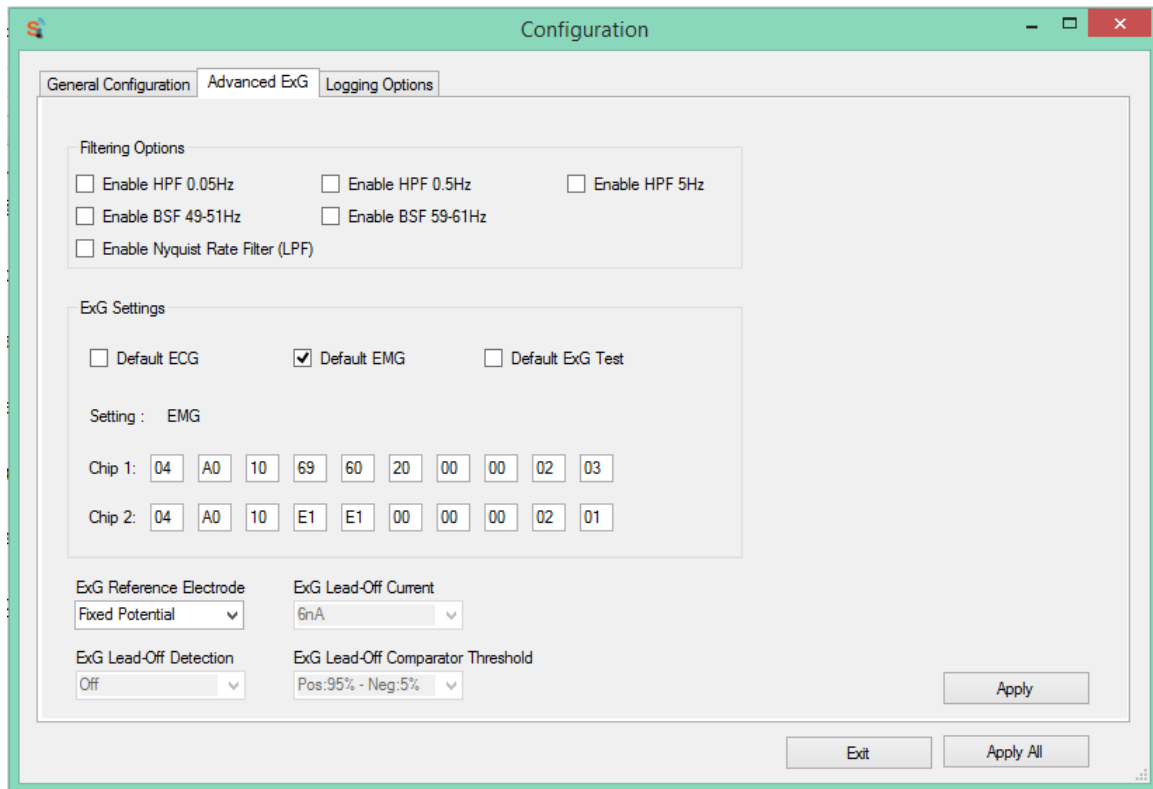 Configuration
General Configuration Advanced ExG Logging Options
Filtering Options
Enable HPF 0.05Hz Enable HPF 0.5Hz Enable HPF 5Hz
Enable BSF 49-51Hz Enable BSF 59-61Hz
Enable Nyquist Rate Filter (LPF)
ExG Settings
Default ECG Default EMG Default ExG Test
Setting : EMG
Chip 1: 04 A0 10 69 60 20 00 00 02 03
Chip 2: 04 A0 10 E1 E1 00 00 00 02 01
ExG Reference Electrode ExG Lead-Off Current
Fixed Potential 6nA
ExG Lead-Off Detection ExG Lead-Off Comparator Threshold
Off Pos:95% - Neg:5%
Apply
Exit Apply All